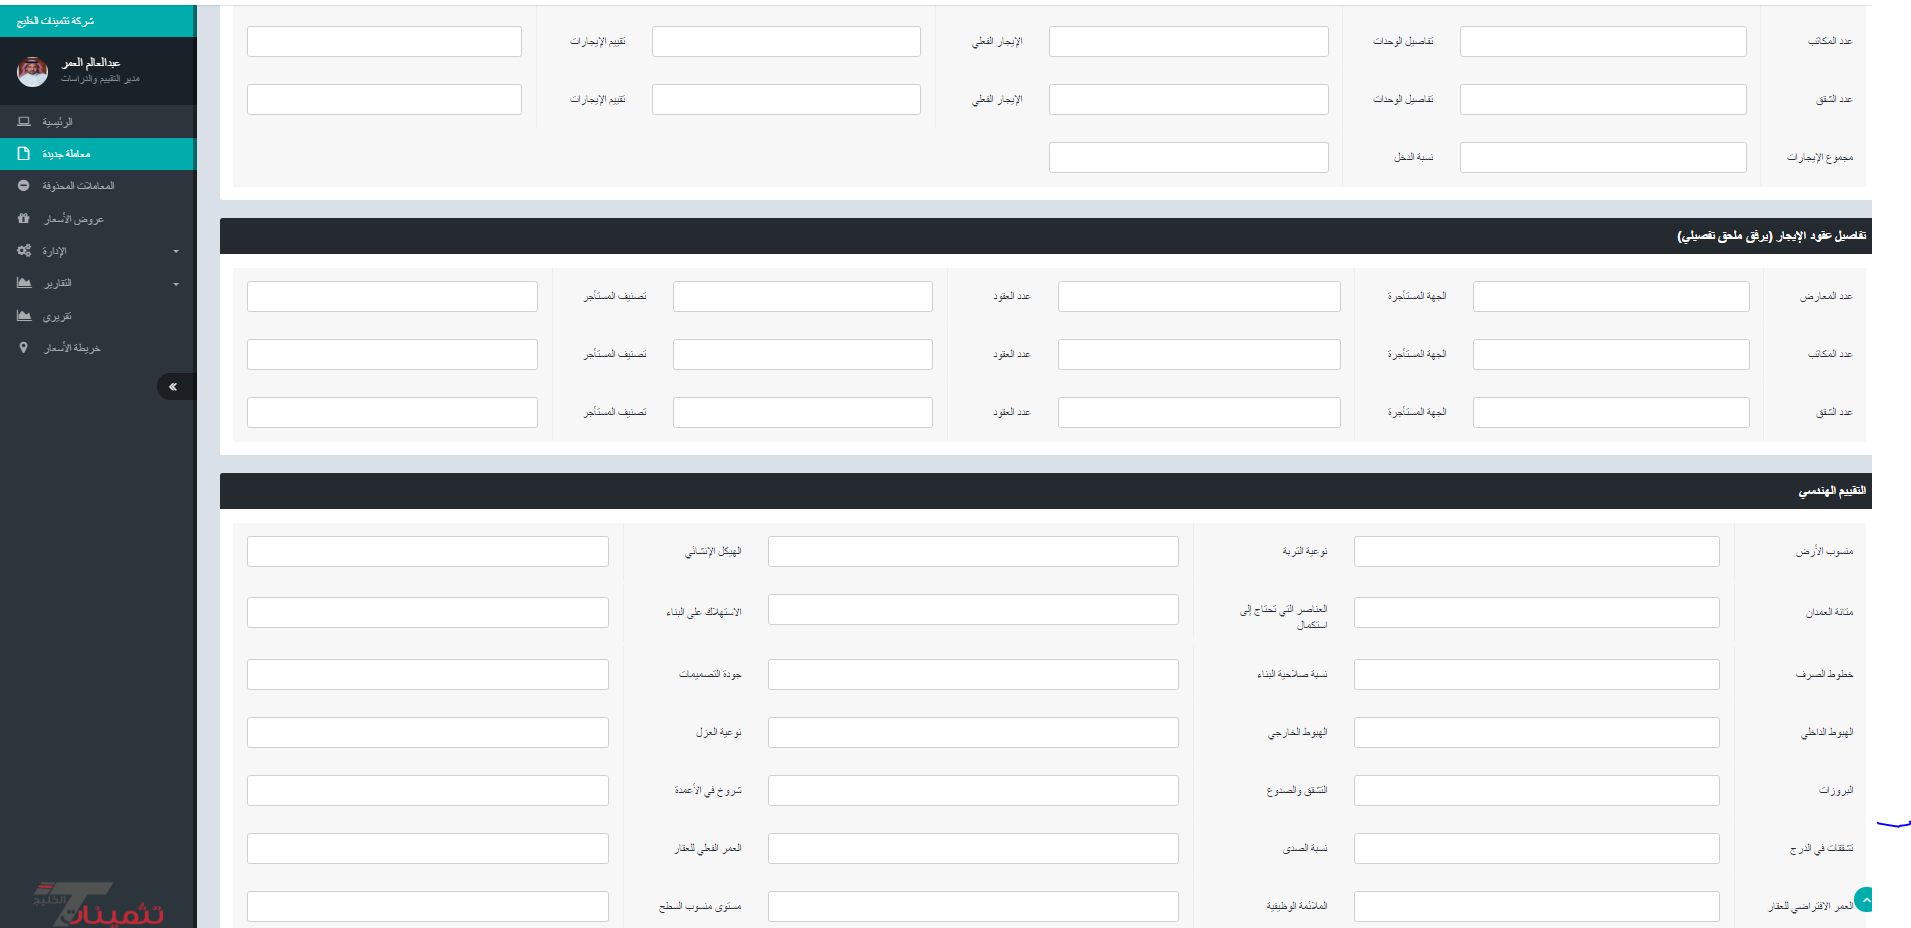 شركة تثمينات الخليج
عبدالعالم العمر
مدير التقييم والدراسات
الرئيسية
معاملة جديدة
المعاملات المحذوفة
عروض الأسعار
الإدارة
التقارير
تقريري
خريطة الأسعار
عدد المكاتب تفاصيل الوحدات الإيجار الفعلي تقييم الإيجارات
عدد الشقق تفاصيل الوحدات الإيجار الفعلي تقييم الإيجارات
مجموع الإيجارات نسبة الدخل
تفاصيل عقود الإيجار (يرفق ملحق تفصيلي)
عدد المعارض الجهة المستأجرة عدد العقود تصنيف المستأجر
عدد المكاتب الجهة المستأجرة عدد العقود تصنيف المستأجر
عدد الشقق الجهة المستأجرة عدد العقود تصنيف المستأجر
التقييم الهندسي
منسوب الأرض نوعية التربة الهيكل الإنشائي
متانة العمدان العناصر التي تحتاج إلى استكمال الاستهلاك على البناء
خطوط الصرف نسبة صلاحية البناء جودة التصميمات
الهبوط الداخلي الهبوط الخارجي نوعية العزل
البروزات التشقق والصدوع شروخ في الأعمدة
تشققات في الدرج نسبة الصدى العمر الفعلي للعقار
العمر الافتراضي للعقار الملائمة الوظيفية مستوى منسوب السطح
تثمينات الخليج